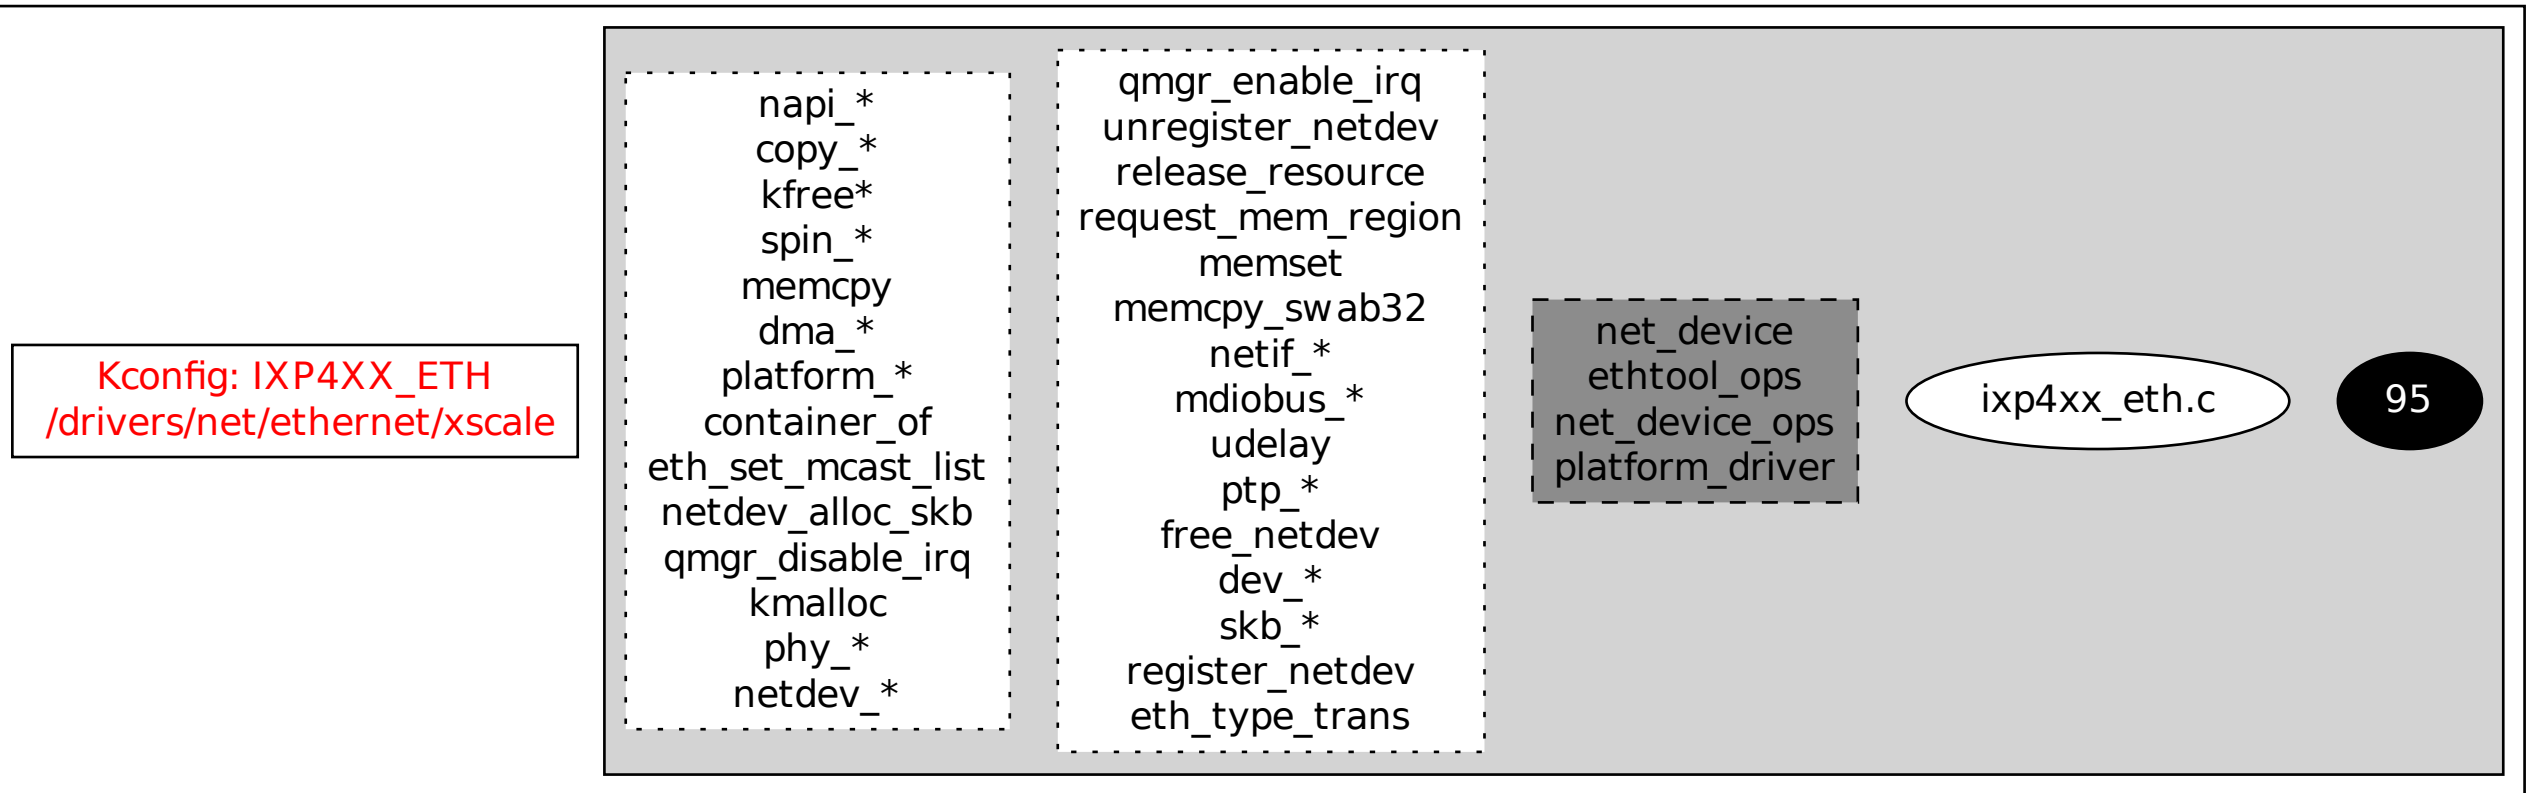 Kconfig: IXP4XX_ETH
/drivers/net/ethernet/xscale
napi_*
copy_*
kfree*
spin_*
memcpy
dma_*
platform_*
container_of
eth_set_mcast_list
netdev_alloc_skb
qmgr_disable_irq
kmalloc
phy_*
netdev_*
qmgr_enable_irq
unregister_netdev
release_resource
request_mem_region
memset
memcpy_swab32
netif_*
mdiobus_*
udelay
ptp_*
free_netdev
dev_*
skb_*
register_netdev
eth_type_trans
net_device
ethtool_ops
net_device_ops
platform_driver
ixp4xx_eth.c
95